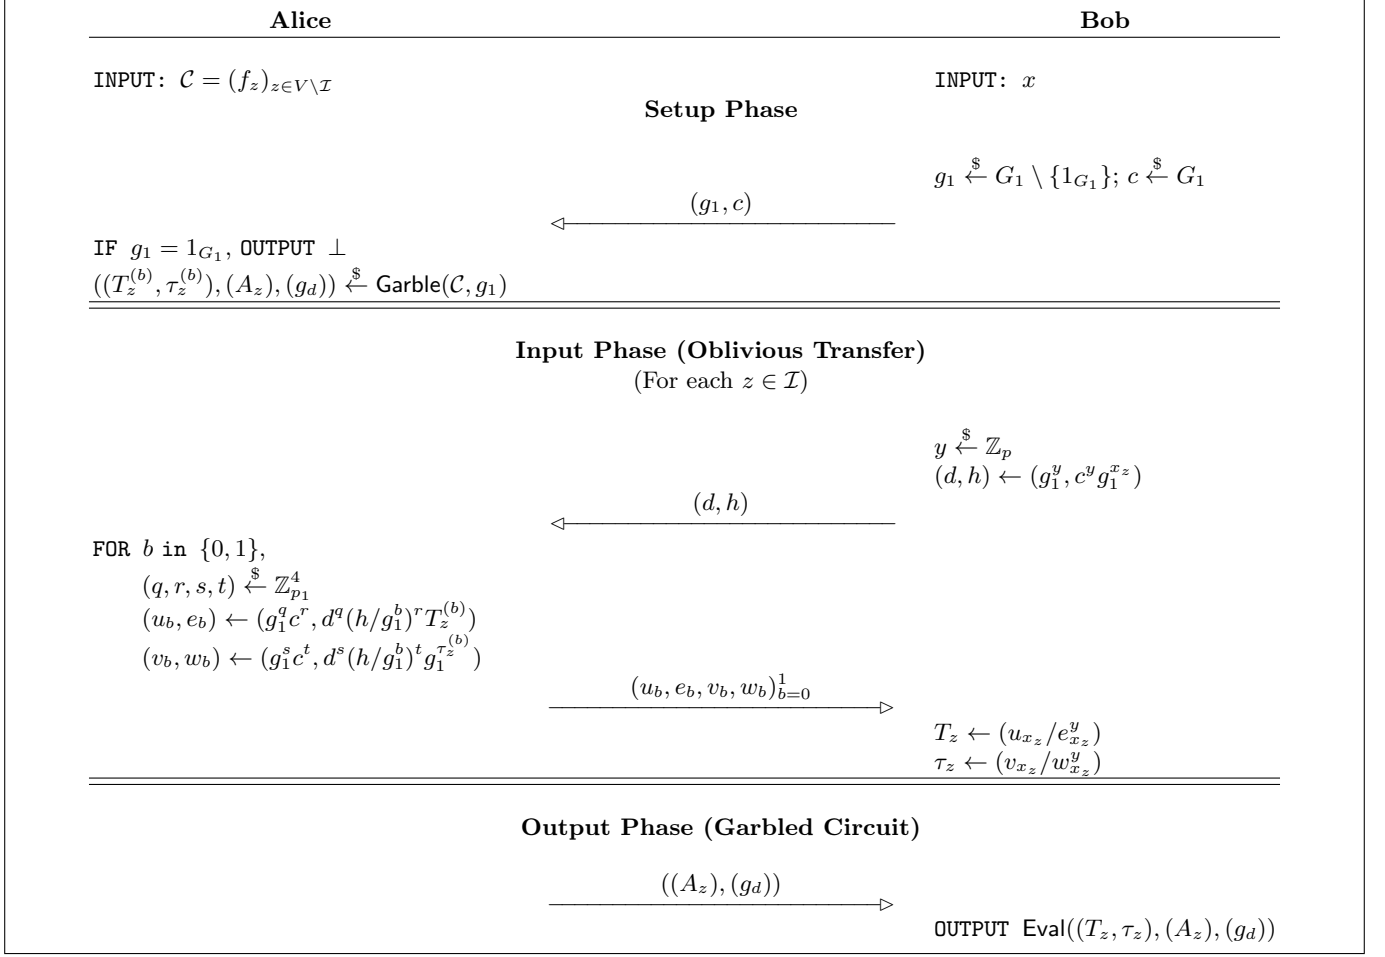 Alice Bob
INPUT: 𝒞 = (f_z)_{z∈V\ℐ} INPUT: x
Setup Phase
g_1 ←$ G_1 \ {1_{G_1}}; c ←$ G_1
(g_1, c)
IF g_1 = 1_{G_1}, OUTPUT ⊥
((T_z^{(b)}, τ_z^{(b)}), (A_z), (g_d)) ←$ Garble(𝒞, g_1)
Input Phase (Oblivious Transfer)
(For each z ∈ ℐ)
y ←$ ℤ_p
(d, h) ← (g_1^y, c^y g_1^{x_z})
(d, h)
FOR b in {0, 1},
(q, r, s, t) ←$ ℤ_{p_1}^4
(u_b, e_b) ← (g_1^q c^r, d^q (h/g_1^b)^r T_z^{(b)})
(v_b, w_b) ← (g_1^s c^t, d^s (h/g_1^b)^t g_1^{τ_z^{(b)}})
(u_b, e_b, v_b, w_b)_{b=0}^1
T_z ← (u_{x_z}/e_{x_z}^y)
τ_z ← (v_{x_z}/w_{x_z}^y)
Output Phase (Garbled Circuit)
((A_z), (g_d))
OUTPUT Eval((T_z, τ_z), (A_z), (g_d))